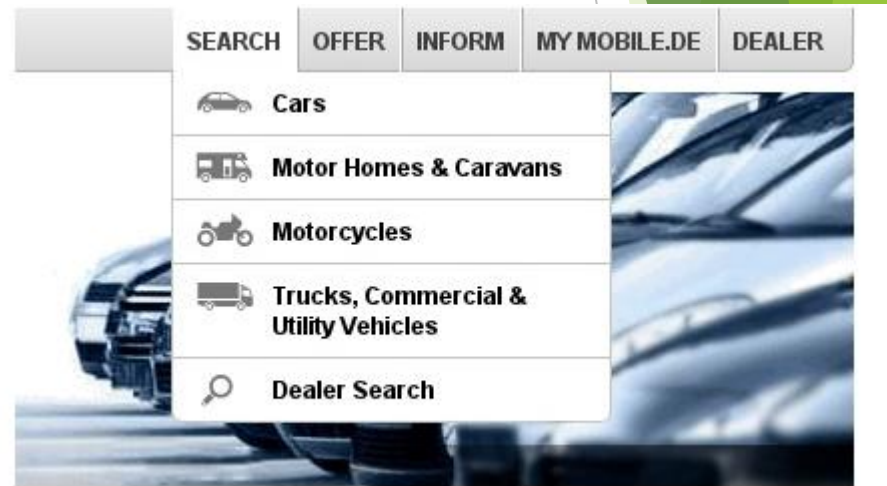 SEARCH OFFER INFORM MY MOBILE.DE DEALER
Cars
Motor Homes & Caravans
Motorcycles
Trucks, Commercial &
Utility Vehicles
Dealer Search